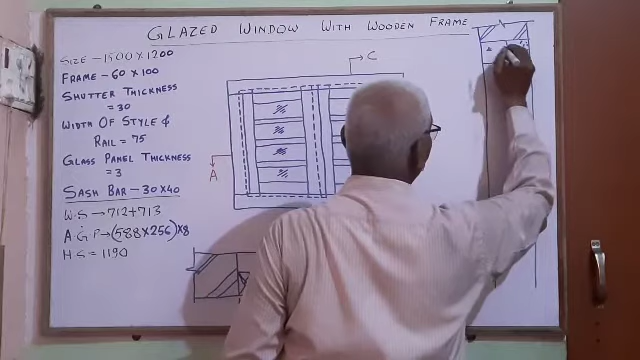 GLAZED WINDOW WITH WOODEN FRAME
SIZE - 1500 X 1200
FRAME - 60 X 100
SHUTTER THICKNESS
= 30
WIDTH OF STYLE &
RAIL = 75
GLASS PANEL THICKNESS
= 3
SASH BAR - 30 X 40
W.S → 712 + 713
A.G.P → (588 X 256) X 8
H S = 1190
C
A